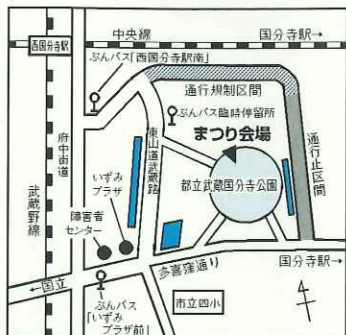 中央線
国分寺駅→
西国分寺駅
ぶんバス「西国分寺駅南」
通行規制区間
ぶんバス臨時停留所
まつり会場
府中街道
東山道武蔵路
通行止区間
武蔵野線
いずみ
プラザ
都立武蔵国分寺公園
障害者
センター
多喜窪通り
国分寺駅→
←国立
ぶんバス
「いずみ
プラザ前」
市立四小